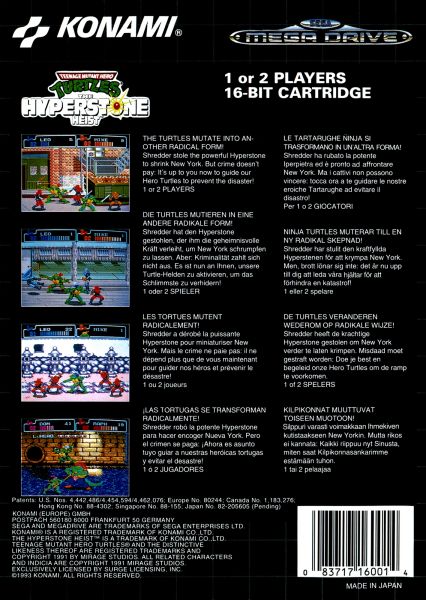 KONAMI®
SEGA
MEGA DRIVE
TEENAGE MUTANT HERO
TURTLES
THE
HYPERSTONE
HEIST
1 or 2 PLAYERS
16-BIT CARTRIDGE
THE TURTLES MUTATE INTO AN-
OTHER RADICAL FORM!
Shredder stole the powerful Hyperstone
to shrink New York. But crime doesn't
pay: It's up to you now to guide our
Hero Turtles to prevent the disaster!
1 or 2 PLAYERS
DIE TURTLES MUTIEREN IN EINE
ANDERE RADIKALE FORM!
Shredder hat den Hyperstone
gestohlen, der ihm die geheimnisvolle
Kräft verleiht, um New York schrumpfen
zu lassen. Aber: Kriminalität zahlt sich
nicht aus. Es ist nun an Ihnen, unsere
Turtle-Helden zu aktivieren, um das
Schlimmste zu verhindern!
1 oder 2 SPIELER
LES TORTUES MUTENT
RADICALEMENT!
Shredder a dérobé la puissante
Hyperstone pour miniaturiser New
York. Mais le crime ne paie pas: il ne
dépend plus que de vous maintenant
pour guider nos héros et prévenir le
désastre!
1 ou 2 joueurs
¡LAS TORTUGAS SE TRANSFORMAN
RADICALMENTE!
Shredder robó la potente Hyperstone
para hacer encoger Nueva York. Pero
el crimen se paga: ¡Ahora es asunto
tuyo guiar a nuestras heroicas tortugas
y evitar el desastre!
1 ó 2 JUGADORES
LE TARTARUGHE NINJA SI
TRASFORMANO IN UN'ALTRA FORMA!
Shredder ha rubato la potente
Iperpietra ed è pronto ad affrontare
New York. Ma i cattivi non possono
vincere: tocca ora a te guidare le nostre
eroiche Tartarughe ad evitare il
disastro!
Per 1 o 2 GIOCATORI
NINJA TURTLES MUTERAR TILL EN
NY RADIKAL SKEPNAD!
Shredder har stulit den kraftfyllda
Hyperstenen för att krympa New York.
Men, brott lönar sig inte: det är nu upp
till dig att leda våra hjältar för att
förhindra en katastrof!
1 eller 2 spelare
DE TURTLES VERANDEREN
WEDEROM OP RADIKALE WIJZE!
Shredder heeft de krachtige
Hyperstone gestolen om New York
verder te laten krimpen. Misdaad moet
gestraft worden: Doe je best en
begeleid onze Hero Turtles om de ramp
te voorkomen.
1 of 2 SPELERS
KILPIKONNAT MUUTTUVAT
TOISEEN MUOTOON!
Silppuri varasti voimakkaan Ihmekiven
kutistaakseen New Yorkin. Mutta rikos
ei kannata: Kaikki riippuu nyt Sinusta,
miten saat Kilpikonnasankarimme
estämään tuhon.
1 tai 2 pelaajaa
Patents: U.S. Nos. 4,442,486/4,454,594/4,462,076; Europe No. 80244; Canada No. 1,183,276;
Hong Kong No. 88-4302; Singapore No. 88-155; Japan No. 82-205605 (Pending)
KONAMI (EUROPE) GMBH
POSTFACH 560180 6000 FRANKFURT 50 GERMANY
SEGA AND MEGADRIVE ARE TRADEMARKS OF SEGA ENTERPRISES LTD.
KONAMI® IS A REGISTERED TRADEMARK OF KONAMI CO. LTD.
THE HYPERSTONE HEIST™ IS A TRADEMARK OF KONAMI CO. LTD.
TEENAGE MUTANT HERO TURTLES® AND THE DISTINCTIVE
LIKENESS THEREOF ARE REGISTERED TRADEMARKS AND
COPYRIGHT 1991 BY MIRAGE STUDIOS. ALL RELATED CHARACTERS
AND INDICIA ARE COPYRIGHT 1991 MIRAGE STUDIOS.
EXCLUSIVELY LICENSED BY SURGE LICENSING, INC.
©1993 KONAMI. ALL RIGHTS RESERVED.
0 83717 16001 4
MADE IN JAPAN